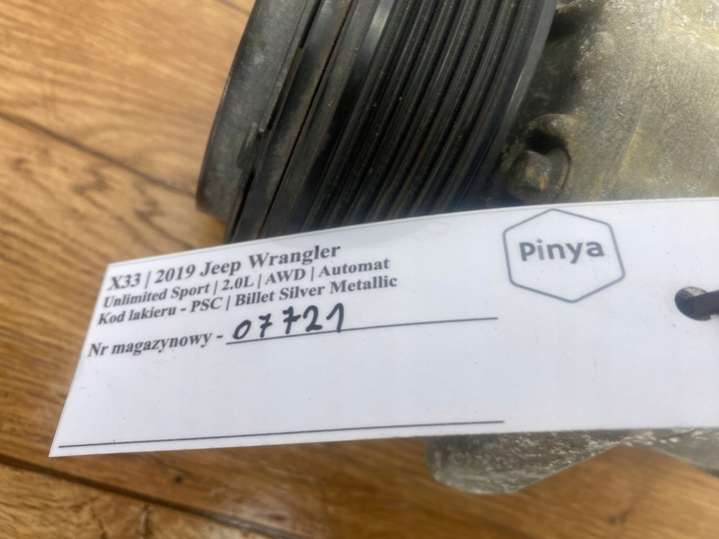 X33 | 2019 Jeep Wrangler
Unlimited Sport | 2.0L | AWD | Automat
Kod lakieru - PSC | Billet Silver Metallic
Nr magazynowy - 07721
Pinya